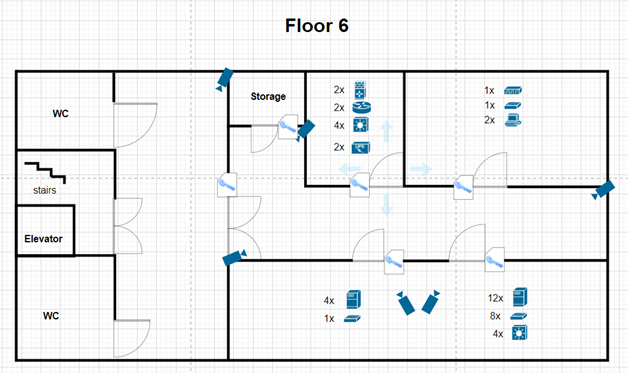 Floor 6
WC
Storage
2x
2x
4x
2x
1x
1x
2x
stairs
Elevator
WC
4x
1x
12x
8x
4x